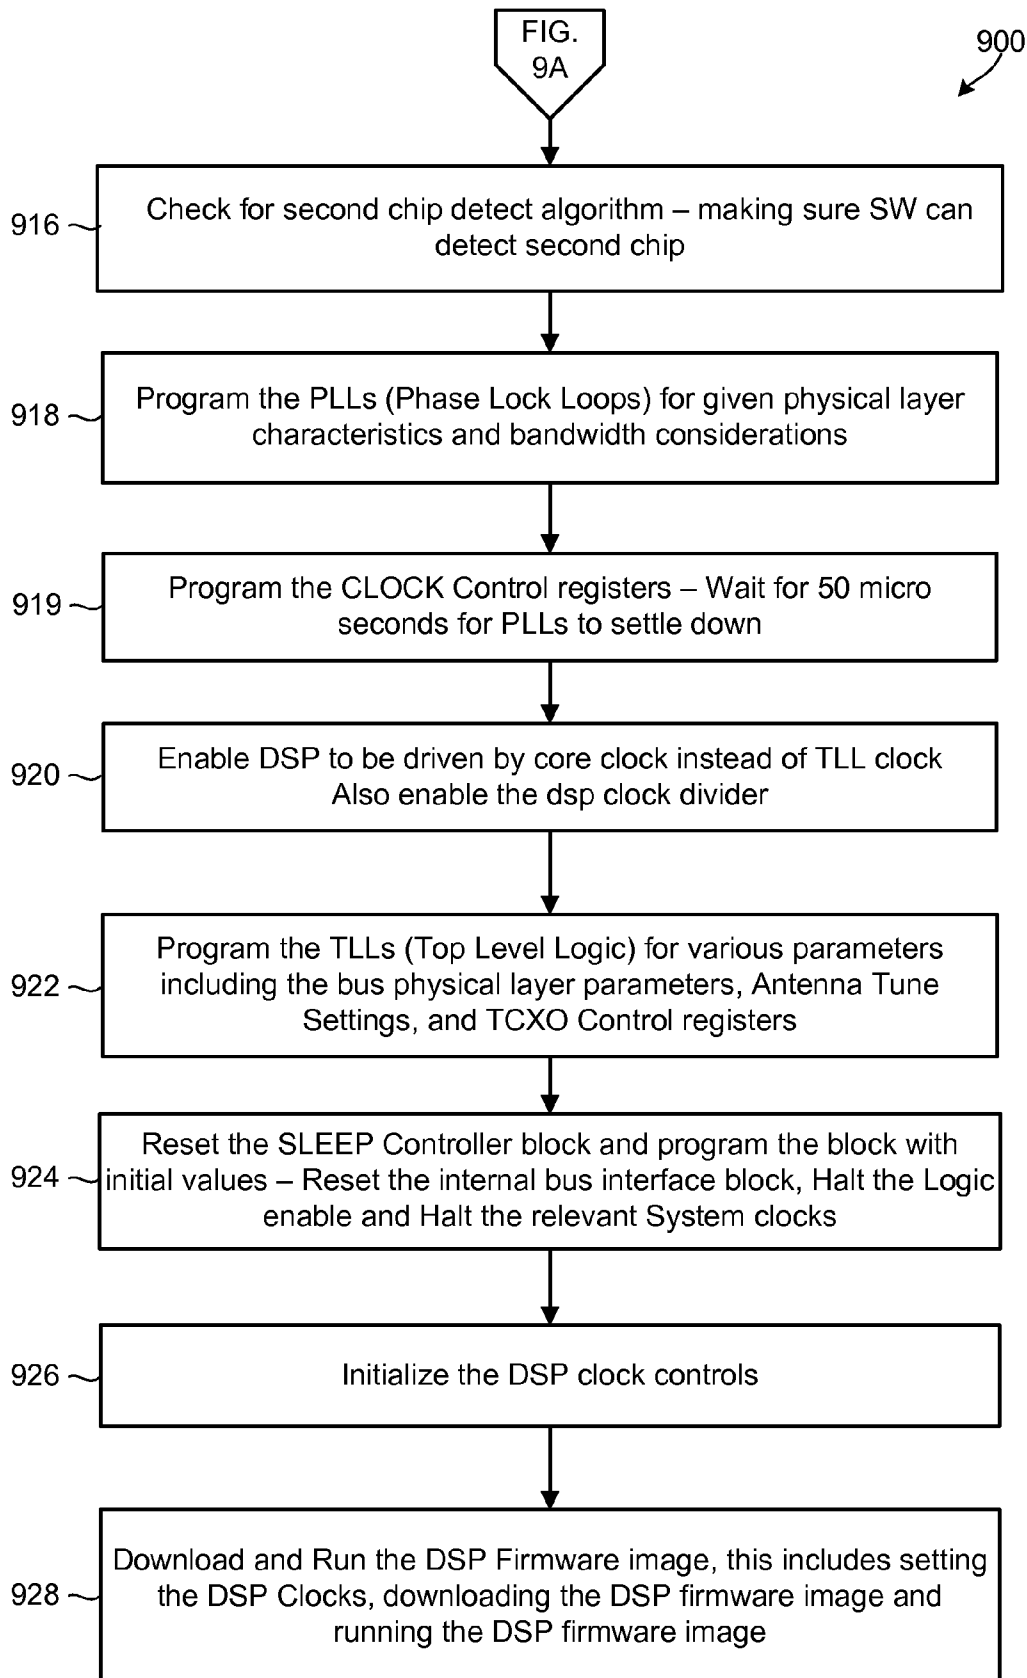 FIG.
9A
900
916
Check for second chip detect algorithm – making sure SW can
detect second chip
918
Program the PLLs (Phase Lock Loops) for given physical layer
characteristics and bandwidth considerations
919
Program the CLOCK Control registers – Wait for 50 micro
seconds for PLLs to settle down
920
Enable DSP to be driven by core clock instead of TLL clock
Also enable the dsp clock divider
922
Program the TLLs (Top Level Logic) for various parameters
including the bus physical layer parameters, Antenna Tune
Settings, and TCXO Control registers
924
Reset the SLEEP Controller block and program the block with
initial values – Reset the internal bus interface block, Halt the Logic
enable and Halt the relevant System clocks
926
Initialize the DSP clock controls
928
Download and Run the DSP Firmware image, this includes setting
the DSP Clocks, downloading the DSP firmware image and
running the DSP firmware image